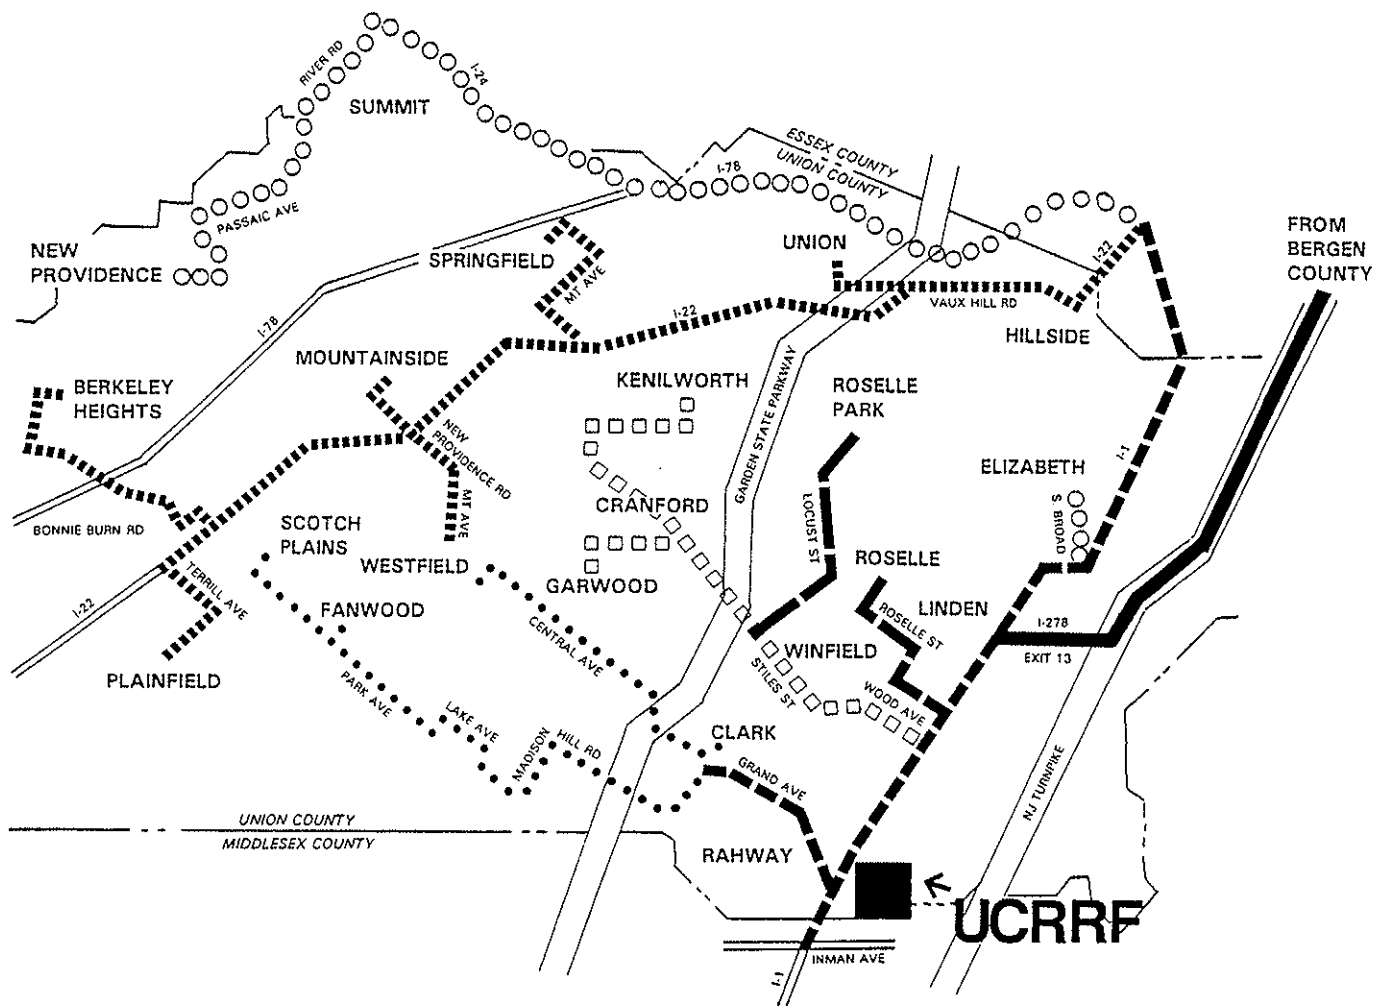 RIVER RD
I-24
SUMMIT
ESSEX COUNTY
UNION COUNTY
I-78
PASSAIC AVE
NEW
PROVIDENCE
SPRINGFIELD
MT AVE
UNION
I-22
FROM
BERGEN
COUNTY
VAUX HILL RD
HILLSIDE
I-78
I-22
MOUNTAINSIDE
KENILWORTH
GARDEN STATE PARKWAY
ROSELLE
PARK
BERKELEY
HEIGHTS
NEW
PROVIDENCE RD
MT AVE
I-1
ELIZABETH
S BROAD
CRANFORD
LOCUST ST
BONNIE BURN RD
SCOTCH
PLAINS
WESTFIELD
GARWOOD
ROSELLE
TERRILL AVE
I-22
FANWOOD
CENTRAL AVE
ROSELLE ST
LINDEN
I-278
EXIT 13
WINFIELD
STILES ST
WOOD AVE
PLAINFIELD
PARK AVE
LAKE AVE
MADISON
HILL RD
CLARK
GRAND AVE
NJ TURNPIKE
UNION COUNTY
MIDDLESEX COUNTY
RAHWAY
UCRRF
INMAN AVE
I-1